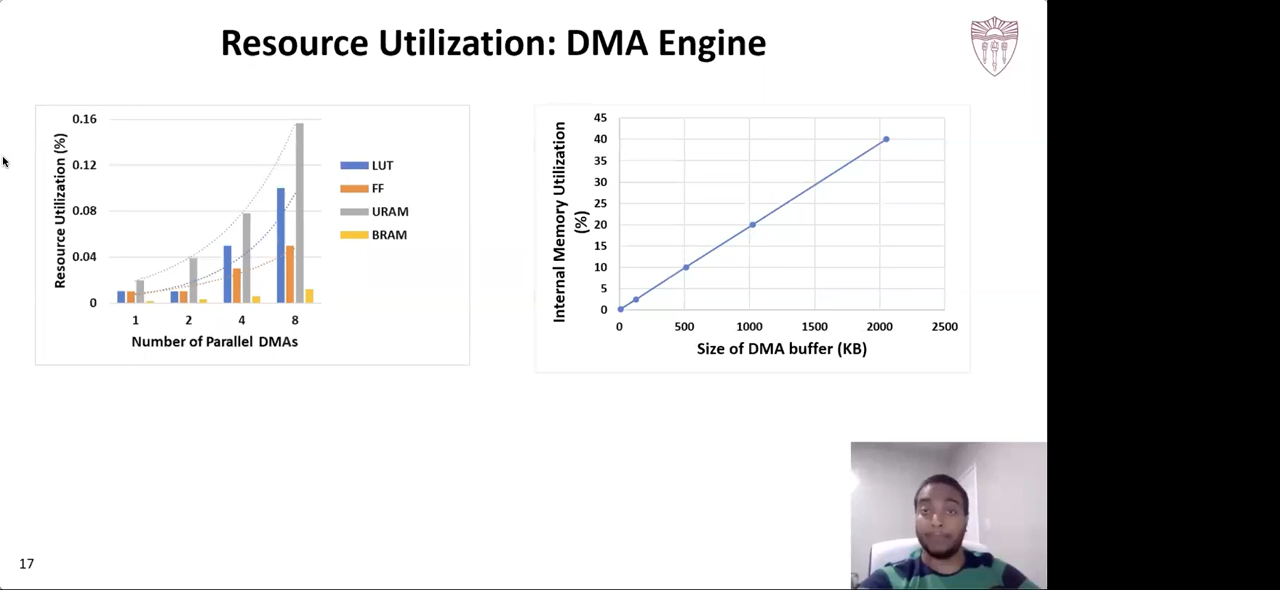 Resource Utilization: DMA Engine
Resource Utilization (%)
0.16
0.12
0.08
0.04
0
1 2 4 8
Number of Parallel DMAs
LUT
FF
URAM
BRAM
Internal Memory Utilization
(%)
45
40
35
30
25
20
15
10
5
0
0 500 1000 1500 2000 2500
Size of DMA buffer (KB)
17